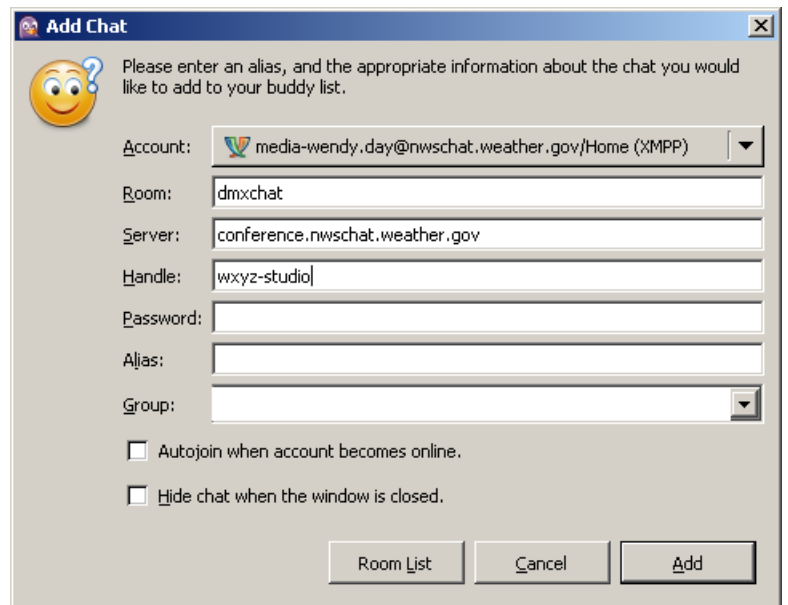 Add Chat
Please enter an alias, and the appropriate information about the chat you would
like to add to your buddy list.
Account: media-wendy.day@nwschat.weather.gov/Home (XMPP)
Room: dmxchat
Server: conference.nwschat.weather.gov
Handle: wxyz-studio
Password:
Alias:
Group:
Autojoin when account becomes online.
Hide chat when the window is closed.
Room List Cancel Add